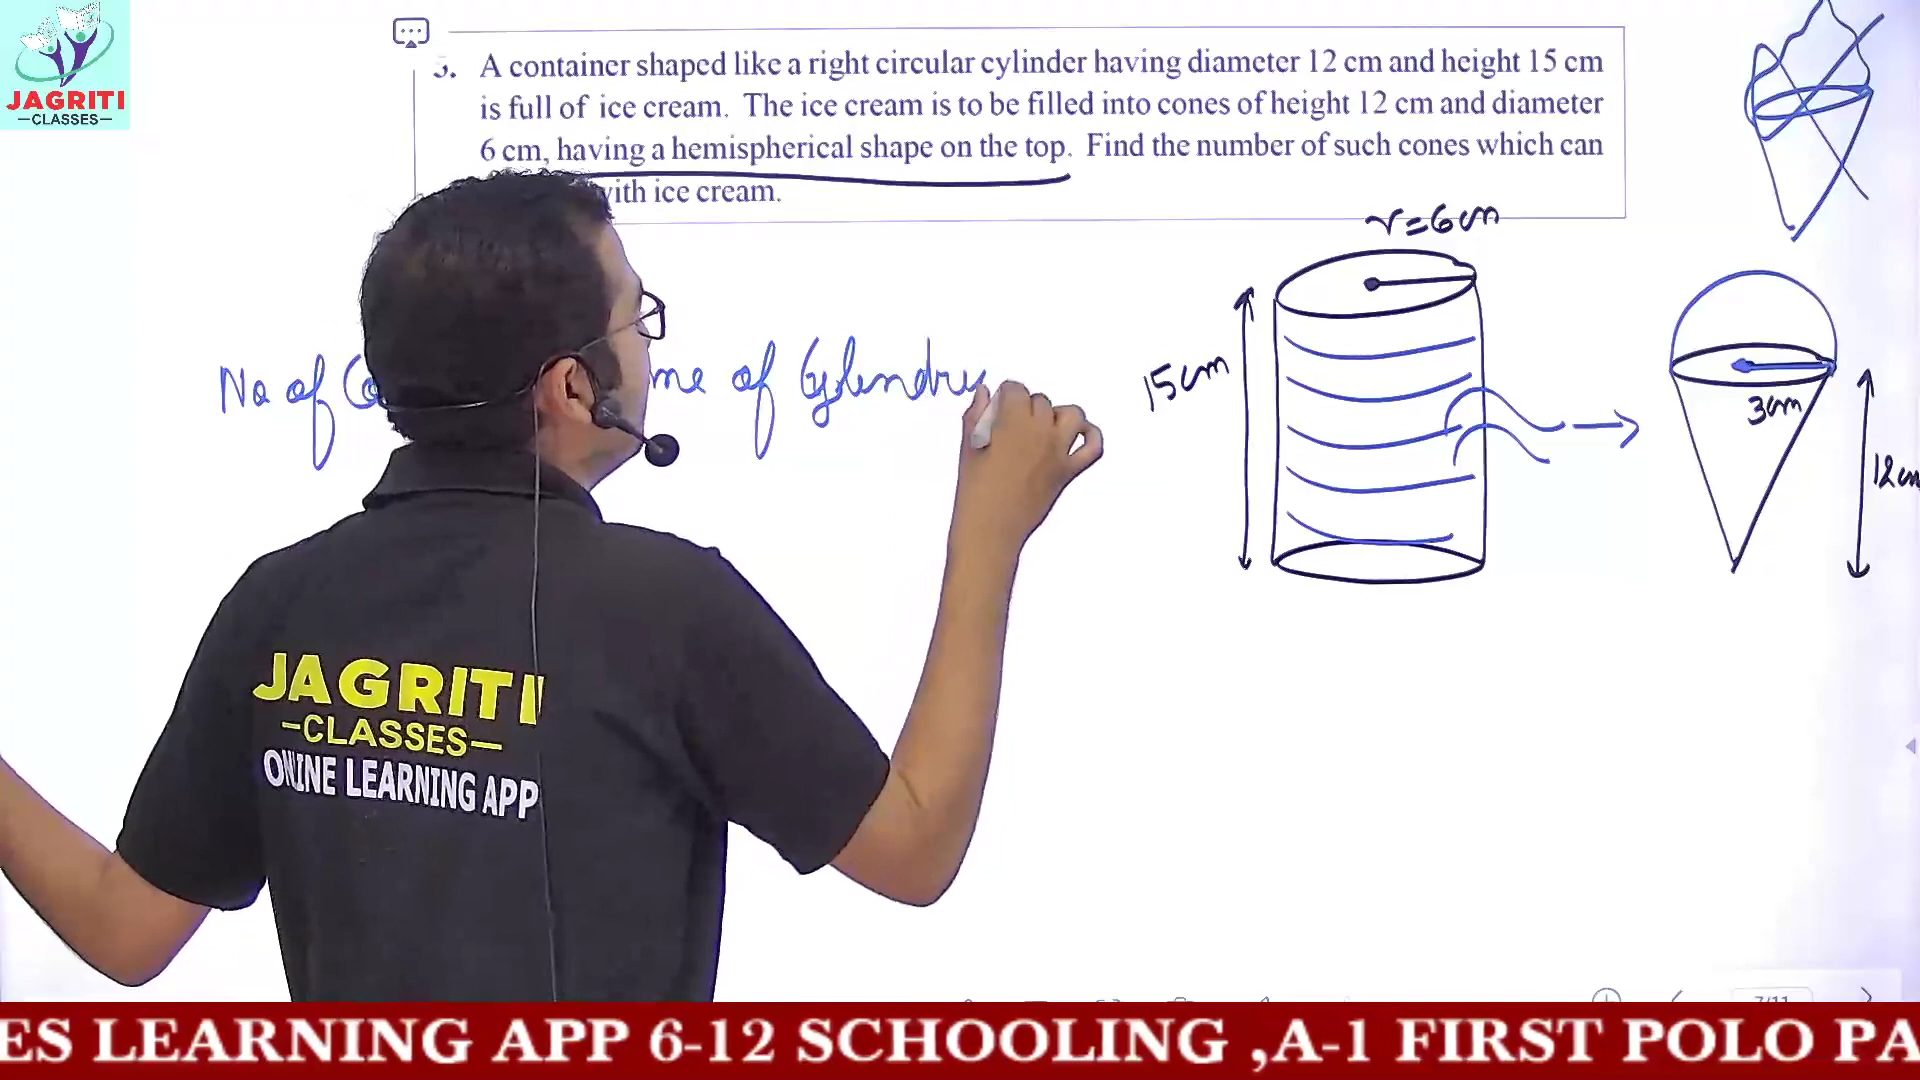 JAGRITI
—CLASSES—
5. A container shaped like a right circular cylinder having diameter 12 cm and height 15 cm
is full of ice cream. The ice cream is to be filled into cones of height 12 cm and diameter
6 cm, having a hemispherical shape on the top. Find the number of such cones which can
with ice cream.
r=6cm
No of Co me of Cylendri
15cm
3cm
12cm
JAGRITI
—CLASSES—
ONLINE LEARNING APP
7/11
ES LEARNING APP 6-12 SCHOOLING ,A-1 FIRST POLO PA